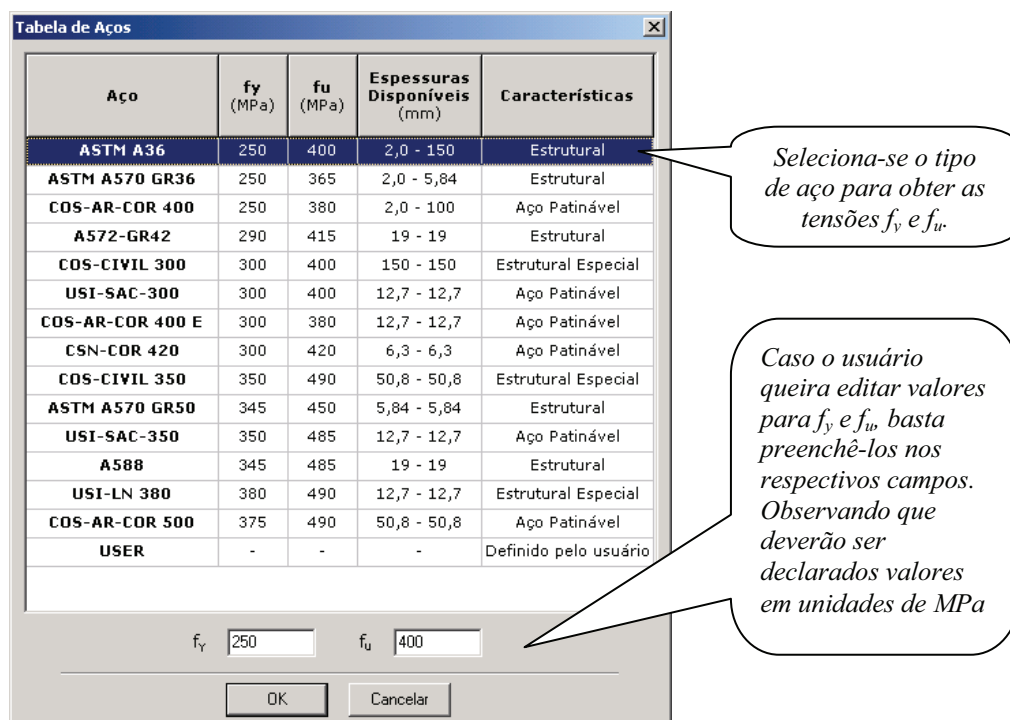 Tabela de Aços
Aço fy (MPa) fu (MPa) Espessuras Disponíveis (mm) Características
ASTM A36 250 400 2,0 - 150 Estrutural
ASTM A570 GR36 250 365 2,0 - 5,84 Estrutural
COS-AR-COR 400 250 380 2,0 - 100 Aço Patinável
A572-GR42 290 415 19 - 19 Estrutural
COS-CIVIL 300 300 400 150 - 150 Estrutural Especial
USI-SAC-300 300 400 12,7 - 12,7 Aço Patinável
COS-AR-COR 400 E 300 380 12,7 - 12,7 Aço Patinável
CSN-COR 420 300 420 6,3 - 6,3 Aço Patinável
COS-CIVIL 350 350 490 50,8 - 50,8 Estrutural Especial
ASTM A570 GR50 345 450 5,84 - 5,84 Estrutural
USI-SAC-350 350 485 12,7 - 12,7 Aço Patinável
A588 345 485 19 - 19 Estrutural
USI-LN 380 380 490 12,7 - 12,7 Estrutural Especial
COS-AR-COR 500 375 490 50,8 - 50,8 Aço Patinável
USER - - - Definido pelo usuário
fY 250 fu 400
OK Cancelar
Seleciona-se o tipo
de aço para obter as
tensões fy e fu.
Caso o usuário
queira editar valores
para fy e fu, basta
preenchê-los nos
respectivos campos.
Observando que
deverão ser
declarados valores
em unidades de MPa